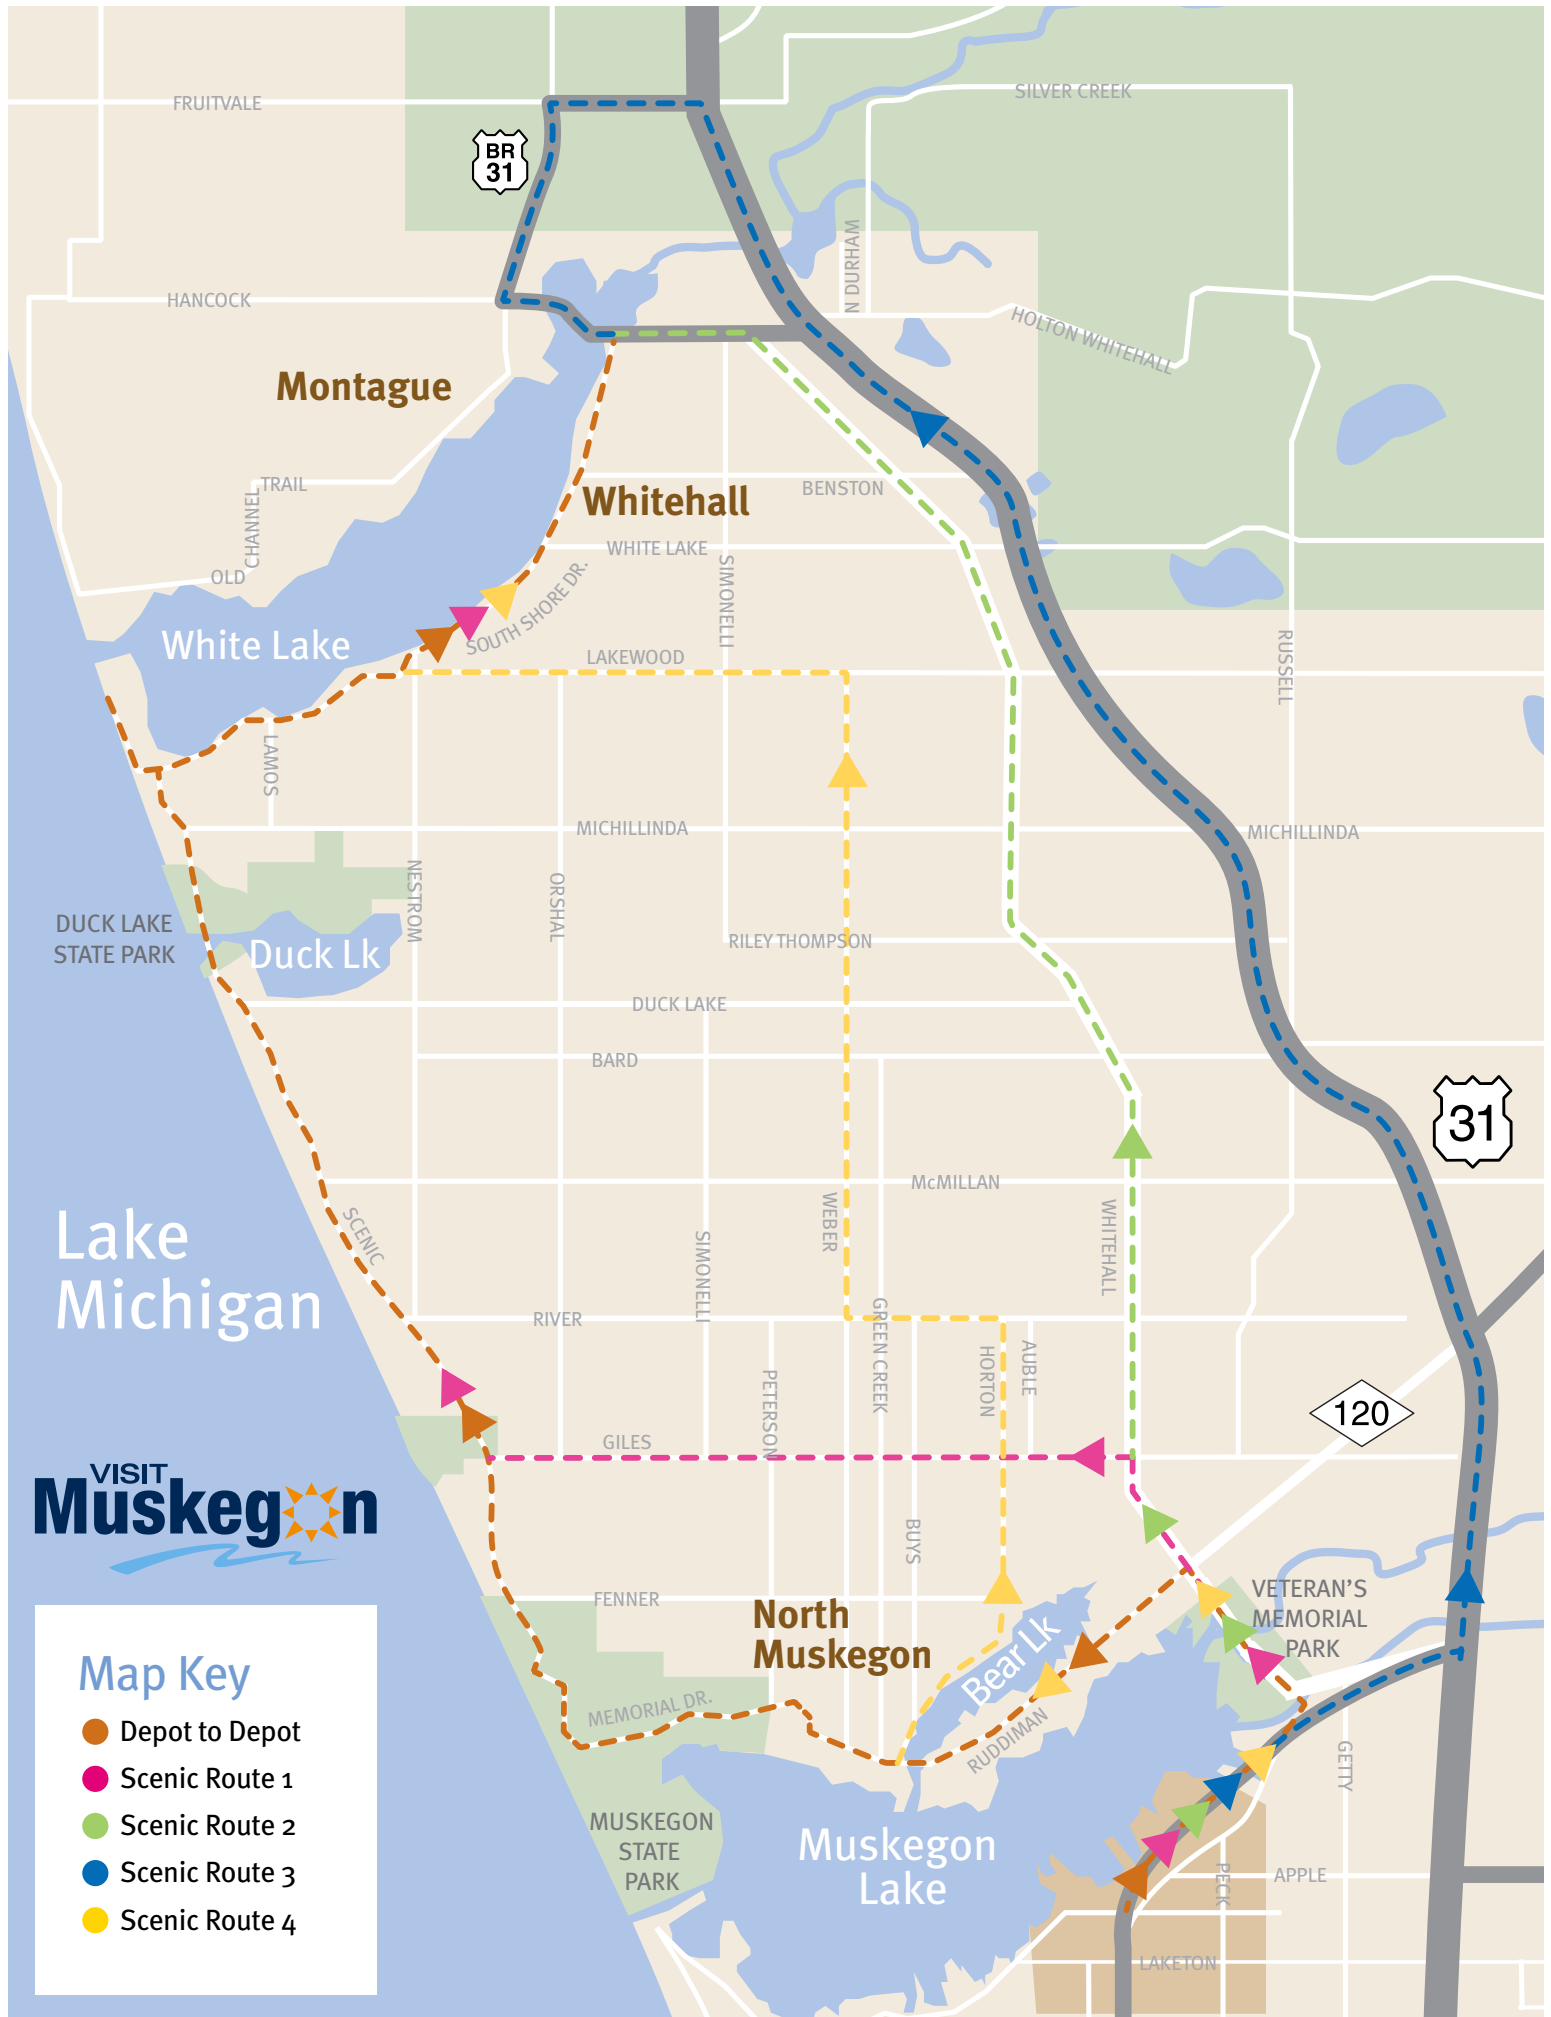 FRUITVALE
SILVER CREEK
BR
31
N DURHAM
HANCOCK
HOLTON WHITEHALL
Montague
TRAIL
CHANNEL
OLD
Whitehall
BENSTON
WHITE LAKE
SIMONELLI
SOUTH SHORE DR.
White Lake
LAKEWOOD
RUSSELL
LAMOS
MICHILLINDA
MICHILLINDA
NESTROM
ORSHAL
DUCK LAKE
STATE PARK
Duck Lk
RILEY THOMPSON
DUCK LAKE
BARD
31
McMILLAN
WEBER
WHITEHALL
SCENIC
SIMONELLI
Lake
Michigan
RIVER
GREEN CREEK
HORTON
AUBLE
PETERSON
120
GILES
VISIT
Muskegon
BUYS
FENNER
North
Muskegon
Bear Lk
VETERAN'S
MEMORIAL
PARK
MEMORIAL DR.
RUDDIMAN
GETTY
Map Key
Depot to Depot
Scenic Route 1
Scenic Route 2
Scenic Route 3
Scenic Route 4
MUSKEGON
STATE
PARK
Muskegon
Lake
PECK
APPLE
LAKETON